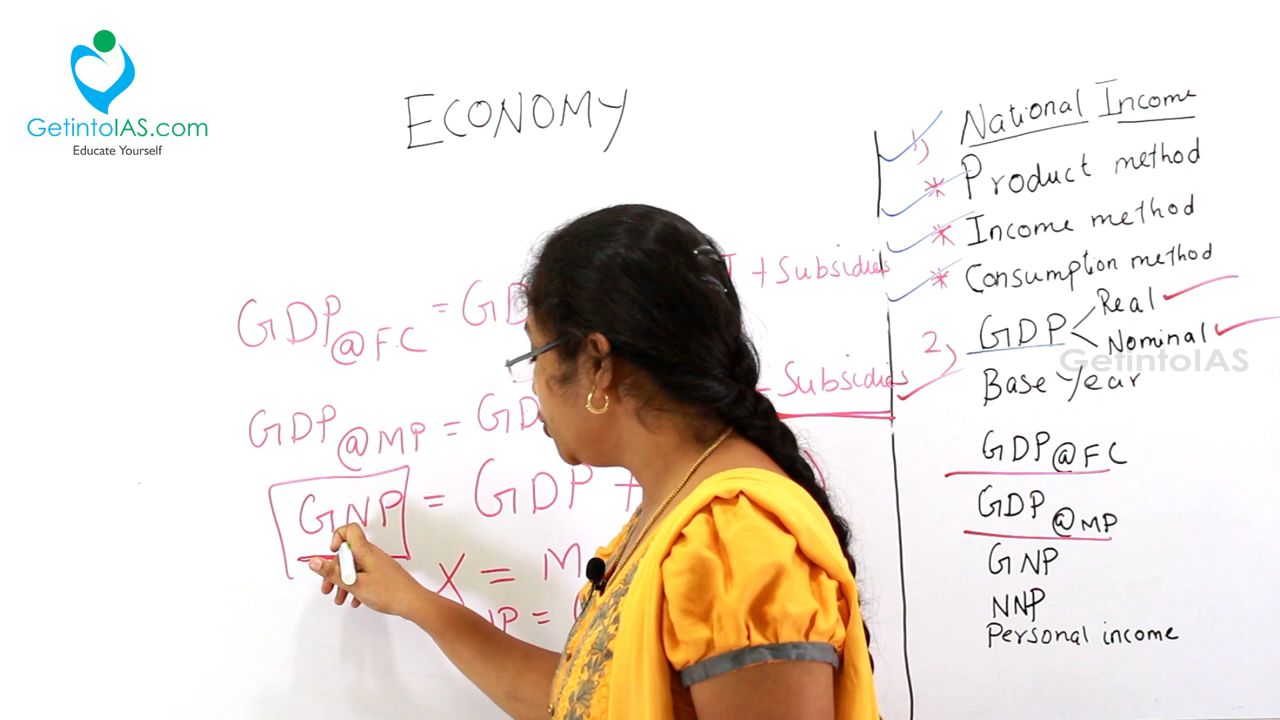 GetintoIAS.com
Educate Yourself
ECONOMY
GDP@FC = GD + Subsidies
GDP@MP = GD - Subsidies
GNP = GDP +
X = M
NP =
1) National Income
* Product method
* Income method
* Consumption method
2) GDP Real
Nominal
GetintoIAS
Base Year
GDP@FC
GDP@MP
GNP
NNP
Personal income